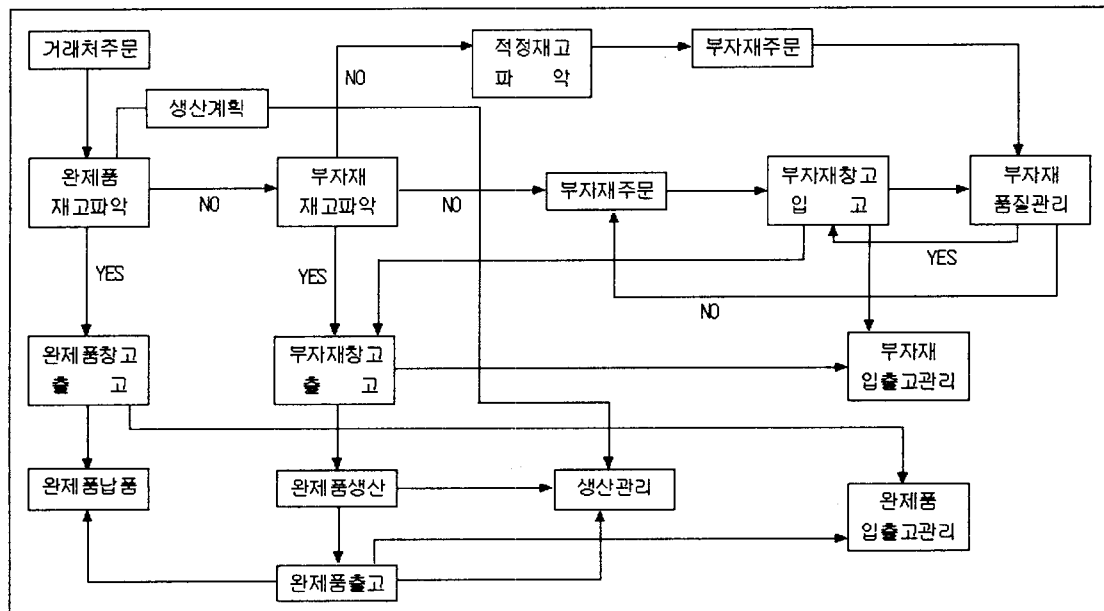 거래처주문
적정재고
파 악
부자재주문
NO
생산계획
완제품
재고파악
NO
부자재
재고파악
NO
부자재주문
부자재창고
입 고
부자재
품질관리
YES
YES
YES
NO
완제품창고
출 고
부자재창고
출 고
부자재
입출고관리
완제품납품
완제품생산
생산관리
완제품
입출고관리
완제품출고